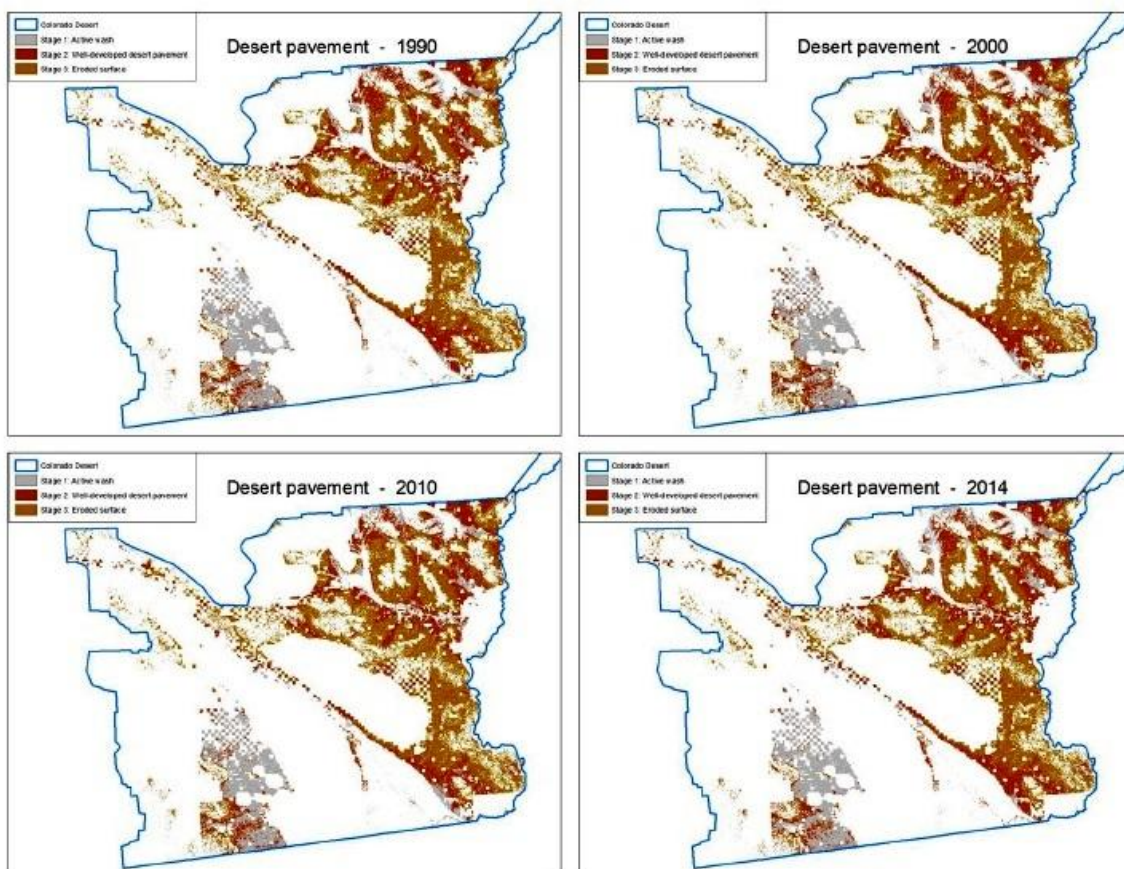 Colorado Desert
Stage 1: Active wash
Stage 2: Well-developed desert pavement
Stage 3: Eroded surface
Desert pavement - 1990
Colorado Desert
Stage 1: Active wash
Stage 2: Well-developed desert pavement
Stage 3: Eroded surface
Desert pavement - 2000
Colorado Desert
Stage 1: Active wash
Stage 2: Well-developed desert pavement
Stage 3: Eroded surface
Desert pavement - 2010
Colorado Desert
Stage 1: Active wash
Stage 2: Well-developed desert pavement
Stage 3: Eroded surface
Desert pavement - 2014